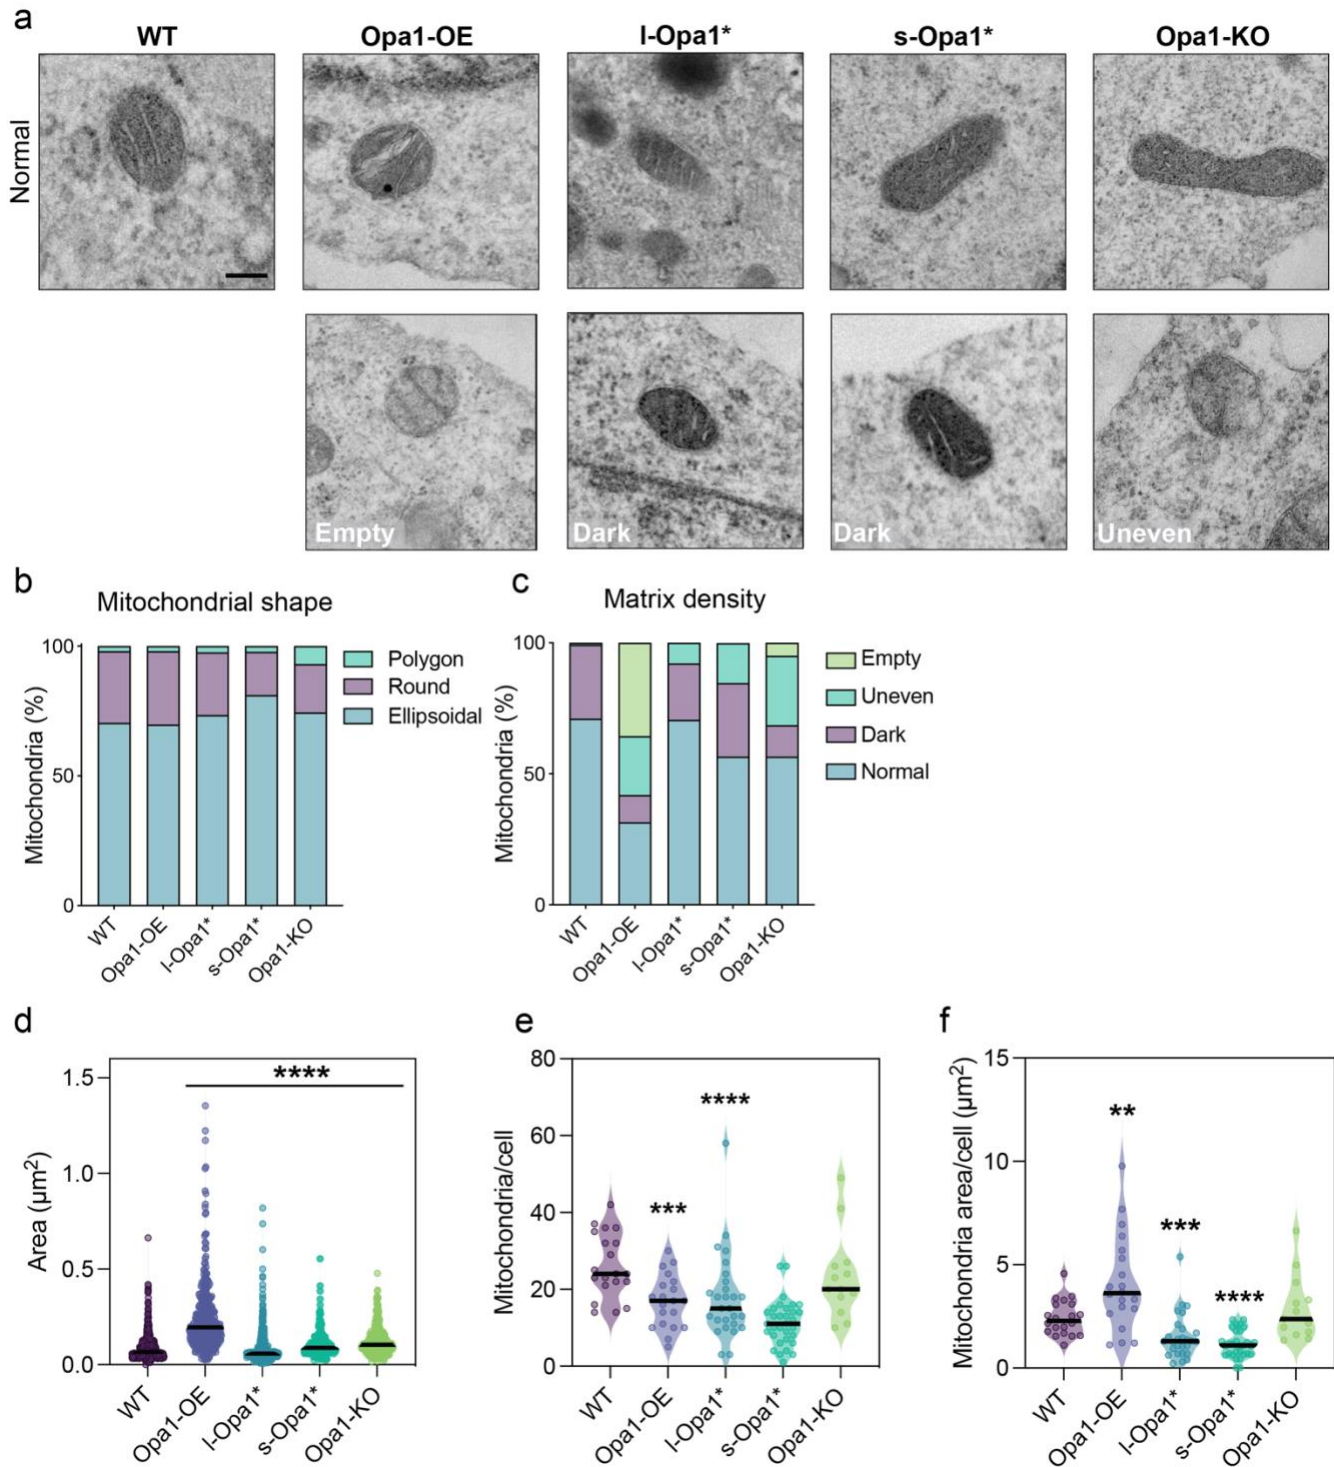 a
WT
Opa1-OE
l-Opa1*
s-Opa1*
Opa1-KO
Normal
Empty
Dark
Dark
Uneven
b
Mitochondrial shape
Mitochondria (%)
100
50
0
WT
Opa1-OE
l-Opa1*
s-Opa1*
Opa1-KO
Polygon
Round
Ellipsoidal
c
Matrix density
Mitochondria (%)
100
50
0
WT
Opa1-OE
l-Opa1*
s-Opa1*
Opa1-KO
Empty
Uneven
Dark
Normal
d
Area (μm²)
1.5
1.0
0.5
0.0
****
WT
Opa1-OE
l-Opa1*
s-Opa1*
Opa1-KO
e
Mitochondria/cell
80
60
40
20
0
***
****
WT
Opa1-OE
l-Opa1*
s-Opa1*
Opa1-KO
f
Mitochondria area/cell (μm²)
15
10
5
0
**
***
****
WT
Opa1-OE
l-Opa1*
s-Opa1*
Opa1-KO